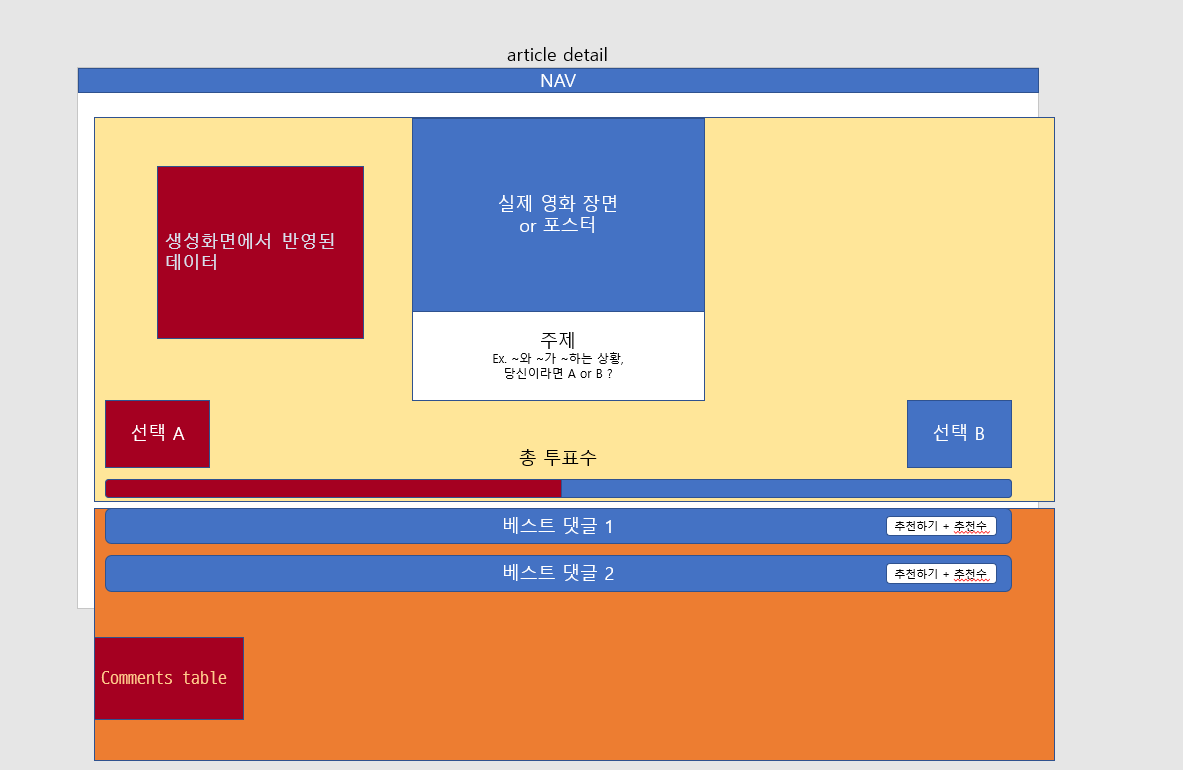 article detail
NAV
실제 영화 장면
or 포스터
생성화면에서 반영된
데이터
주제
Ex. ~와 ~가 ~하는 상황,
당신이라면 A or B ?
선택 A
선택 B
총 투표수
베스트 댓글 1
추천하기 + 추천수
베스트 댓글 2
추천하기 + 추천수
Comments table